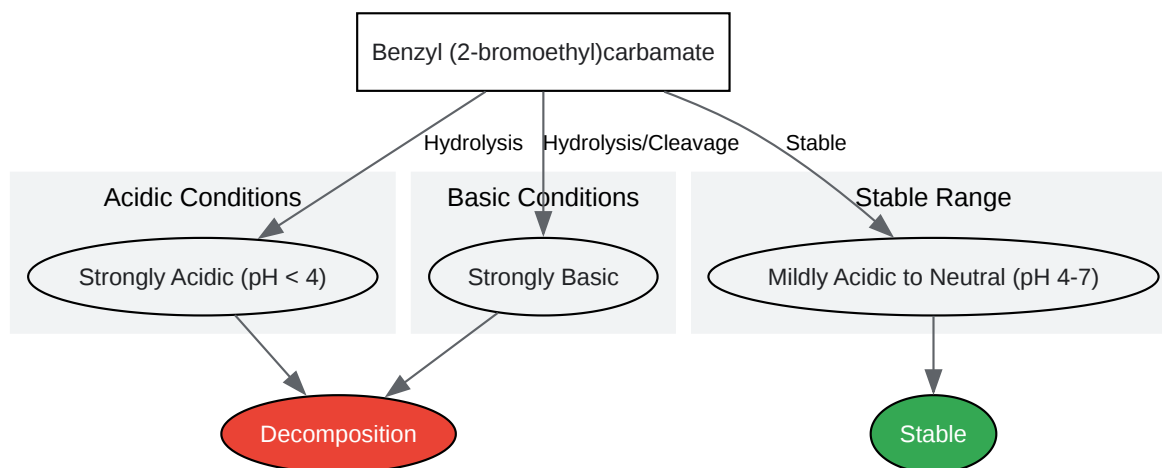 Benzyl (2-bromoethyl)carbamate
Hydrolysis
Hydrolysis/Cleavage
Stable
Acidic Conditions
Basic Conditions
Stable Range
Strongly Acidic (pH < 4)
Strongly Basic
Mildly Acidic to Neutral (pH 4-7)
Decomposition
Stable